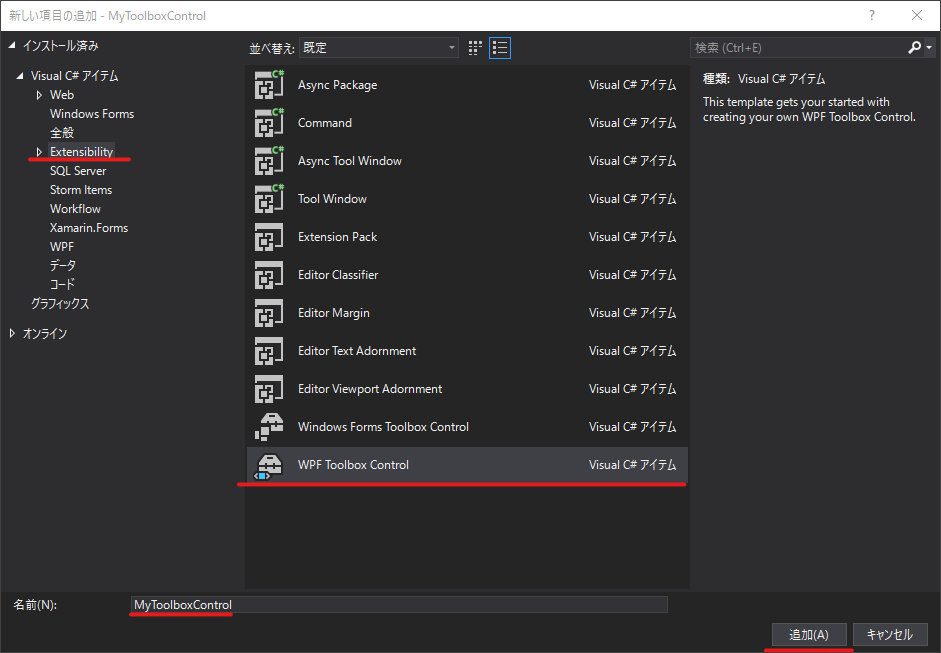 新しい項目の追加 - MyToolboxControl
?
インストール済み
並べ替え: 既定
検索 (Ctrl+E)
Visual C# アイテム
Web
Windows Forms
全般
Extensibility
SQL Server
Storm Items
Workflow
Xamarin.Forms
WPF
データ
コード
グラフィックス
オンライン
C# Async Package Visual C# アイテム
C# Command Visual C# アイテム
C# Async Tool Window Visual C# アイテム
C# Tool Window Visual C# アイテム
Extension Pack Visual C# アイテム
Editor Classifier Visual C# アイテム
Editor Margin Visual C# アイテム
Editor Text Adornment Visual C# アイテム
Editor Viewport Adornment Visual C# アイテム
Windows Forms Toolbox Control Visual C# アイテム
WPF Toolbox Control Visual C# アイテム
種類: Visual C# アイテム
This template gets your started with
creating your own WPF Toolbox Control.
名前(N): MyToolboxControl
追加(A) キャンセル